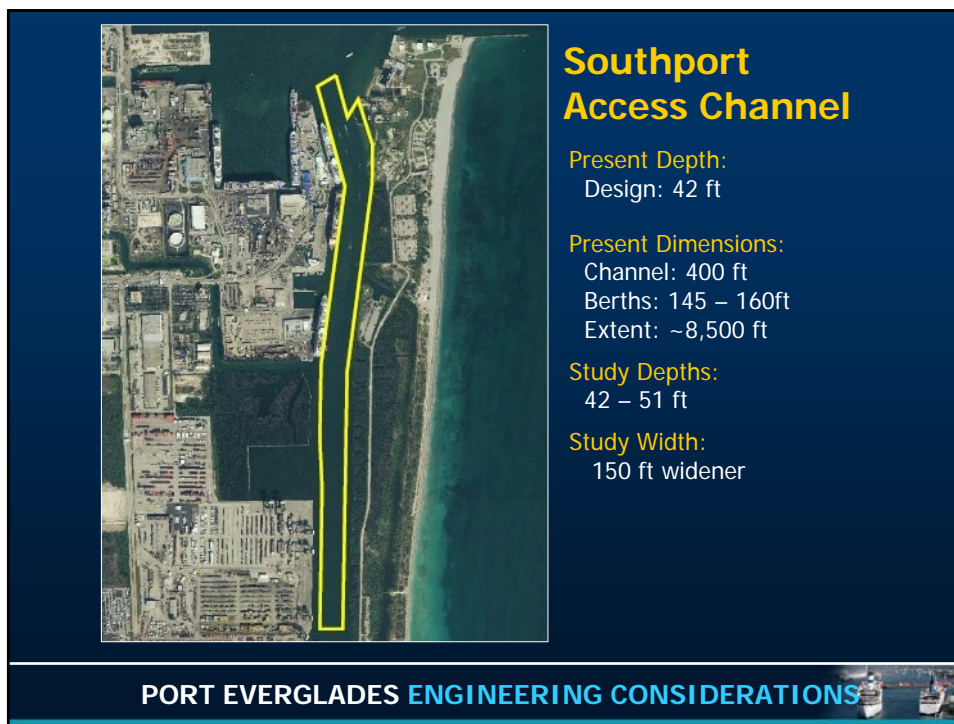 Southport
Access Channel
Present Depth:
Design: 42 ft
Present Dimensions:
Channel: 400 ft
Berths: 145 – 160ft
Extent: ~8,500 ft
Study Depths:
42 – 51 ft
Study Width:
150 ft widener
PORT EVERGLADES ENGINEERING CONSIDERATIONS